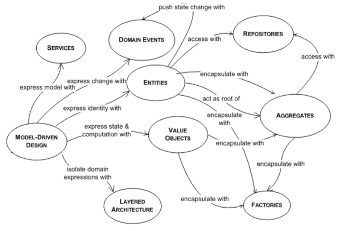 push state change with
DOMAIN EVENTS
SERVICES
access with
REPOSITORIES
express change with
access with
express model with
ENTITIES
encapsulate with
express identity with
act as root of
encapsulate
with
AGGREGATES
MODEL-DRIVEN
DESIGN
express state &
computation with
VALUE
OBJECTS
encapsulate with
isolate domain
expressions with
encapsulate
with
encapsulate
with
LAYERED
ARCHITECTURE
FACTORIES